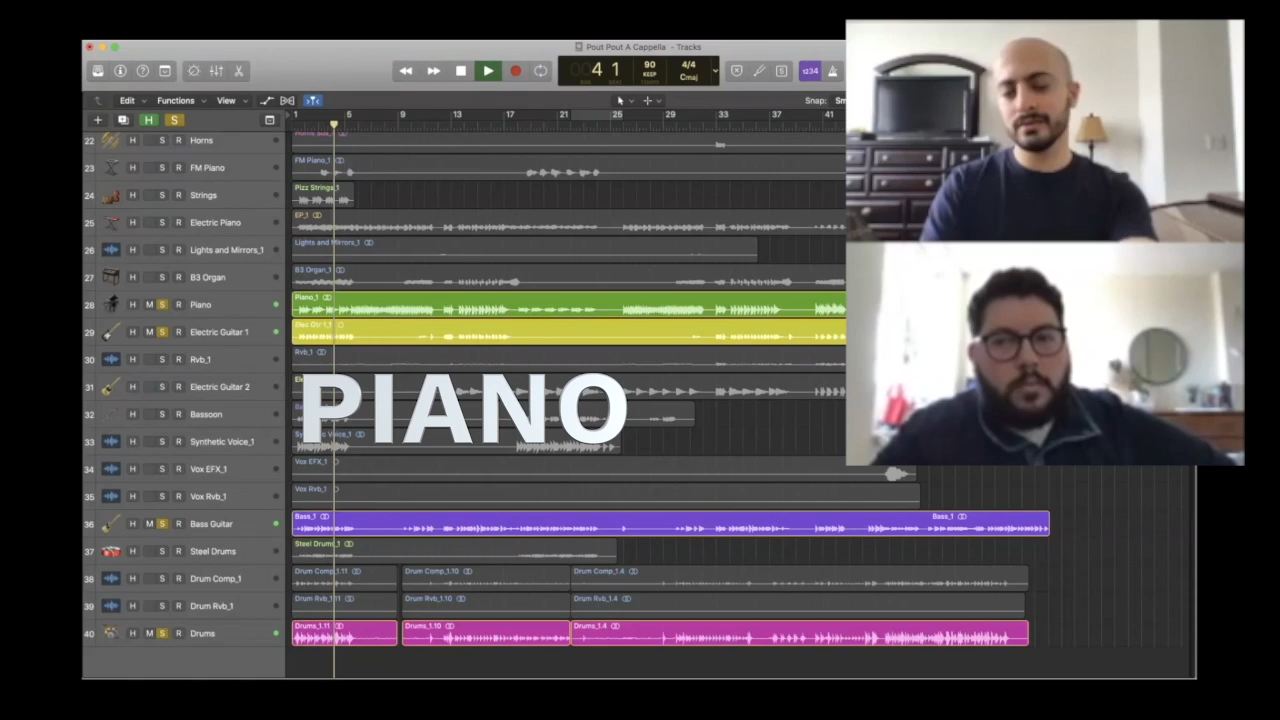 Pout Pout A Cappella - Tracks
4 1
90
KEEP
4/4
Cmaj
1234
Edit
Functions
View
Snap:
H
S
1 5 9 13 17 21 25 29 33 37 41
22 H S R Horns
23 H S R FM Piano
FM Piano_1
24 H S R Strings
Pizz Strings_1
25 H S R Electric Piano
EP_1
26 H S R Lights and Mirrors_1
Lights and Mirrors_1
27 H S R B3 Organ
B3 Organ_1
28 H M S R Piano
Piano_1
29 H M S R Electric Guitar 1
Elec Gtr 1_1
30 H S R Rvb_1
Rvb_1
31 H S R Electric Guitar 2
PIANO
32 H S R Bassoon
33 H S R Synthetic Voice_1
34 H S R Vox EFX_1
Vox EFX_1
35 H S R Vox Rvb_1
Vox Rvb_1
36 H M S R Bass Guitar
Bass_1 Bass_1
37 H S R Steel Drums
Steel Drums_1
38 H S R Drum Comp_1
Drum Comp_1.11 Drum Comp_1.10 Drum Comp_1.4
39 H S R Drum Rvb_1
Drum Rvb_1.11 Drum Rvb_1.10 Drum Rvb_1.4
40 H M S R Drums
Drums_1.11 Drums_1.10 Drums_1.4